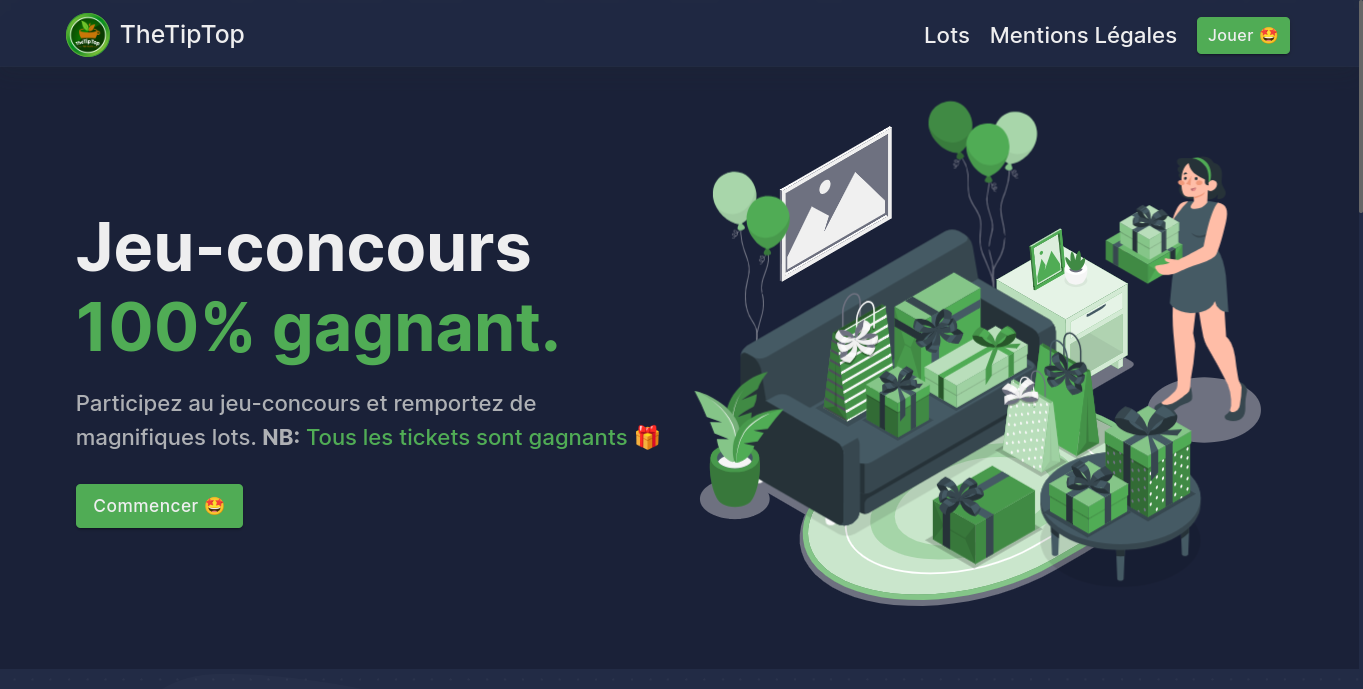 TheTipTop
TheTipTop
Lots
Mentions Légales
Jouer 🤩
Jeu-concours
100% gagnant.
Participez au jeu-concours et remportez de
magnifiques lots. NB: Tous les tickets sont gagnants 🎁
Commencer 🤩